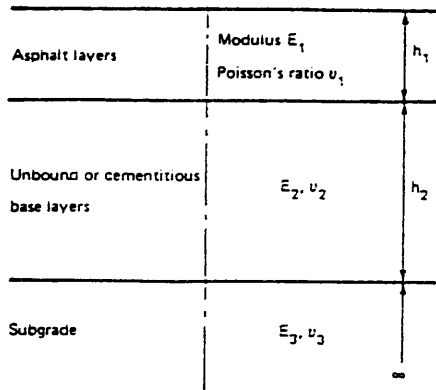 Asphalt layers
Modulus E₁
Poisson's ratio υ₁
h₁
Unbound or cementitious
base layers
E₂, υ₂
h₂
Subgrade
E₃, υ₃
∞